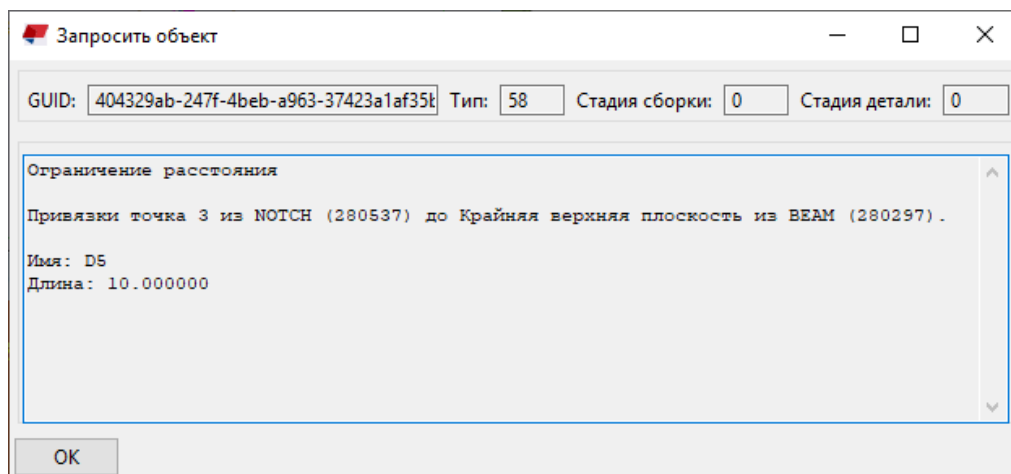 Запросить объект
GUID: 404329ab-247f-4beb-a963-37423a1af35b Тип: 58 Стадия сборки: 0 Стадия детали: 0
Ограничение расстояния
Привязки точка 3 из NOTCH (280537) до Крайняя верхняя плоскость из BEAM (280297).
Имя: D5
Длина: 10.000000
OK